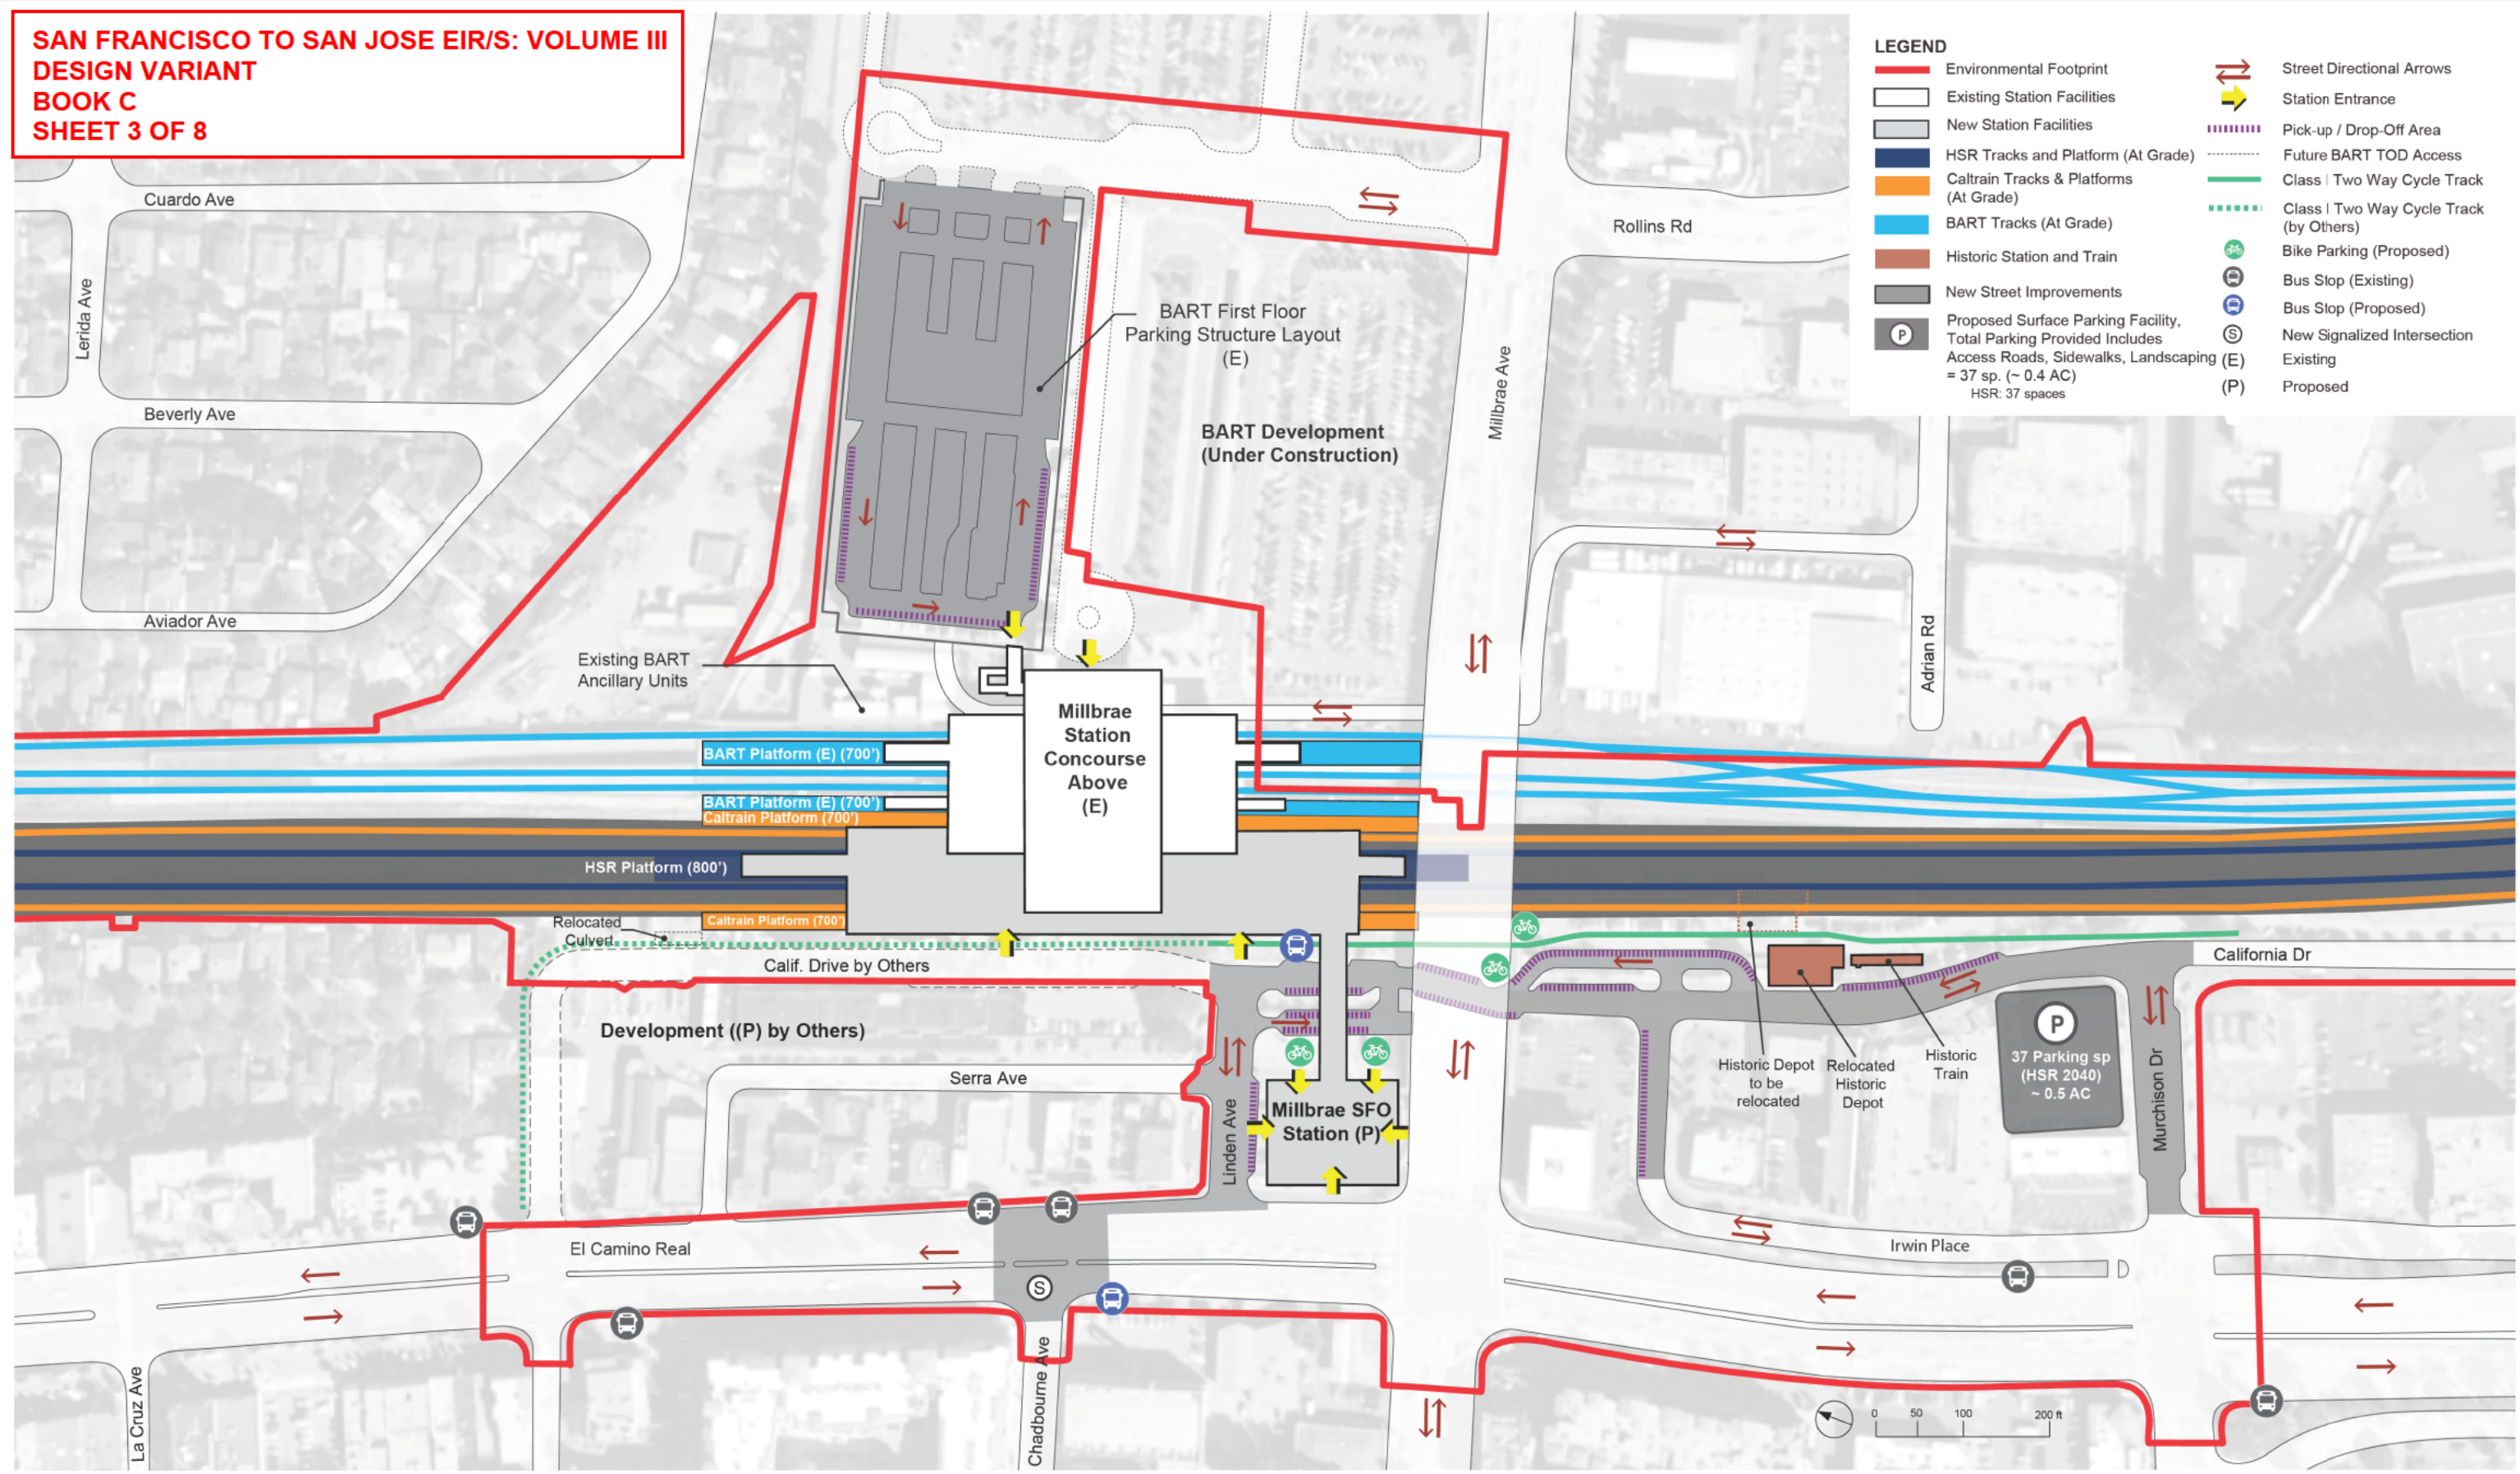 SAN FRANCISCO TO SAN JOSE EIR/S: VOLUME III
DESIGN VARIANT
BOOK C
SHEET 3 OF 8
LEGEND
Environmental Footprint
Existing Station Facilities
New Station Facilities
HSR Tracks and Platform (At Grade)
Caltrain Tracks & Platforms
(At Grade)
BART Tracks (At Grade)
Historic Station and Train
New Street Improvements
P
Proposed Surface Parking Facility,
Total Parking Provided Includes
Access Roads, Sidewalks, Landscaping
= 37 sp. (~ 0.4 AC)
HSR: 37 spaces
Street Directional Arrows
Station Entrance
Pick-up / Drop-Off Area
Future BART TOD Access
Class I Two Way Cycle Track
Class I Two Way Cycle Track
(by Others)
Bike Parking (Proposed)
Bus Stop (Existing)
Bus Stop (Proposed)
S New Signalized Intersection
(E) Existing
(P) Proposed
Cuardo Ave
Lerida Ave
Beverly Ave
Aviador Ave
Rollins Rd
Millbrae Ave
Adrian Rd
BART First Floor
Parking Structure Layout
(E)
BART Development
(Under Construction)
Existing BART
Ancillary Units
Millbrae
Station
Concourse
Above
(E)
BART Platform (E) (700')
BART Platform (E) (700')
Caltrain Platform (700')
HSR Platform (800')
Caltrain Platform (700')
Relocated
Culvert
Calif. Drive by Others
California Dr
Development ((P) by Others)
Serra Ave
Linden Ave
Millbrae SFO
Station (P)
Historic Depot
to be
relocated
Relocated
Historic
Depot
Historic
Train
P
37 Parking sp
(HSR 2040)
~ 0.5 AC
Murchison Dr
El Camino Real
Irwin Place
S
La Cruz Ave
Chadbourne Ave
0 50 100 200 ft